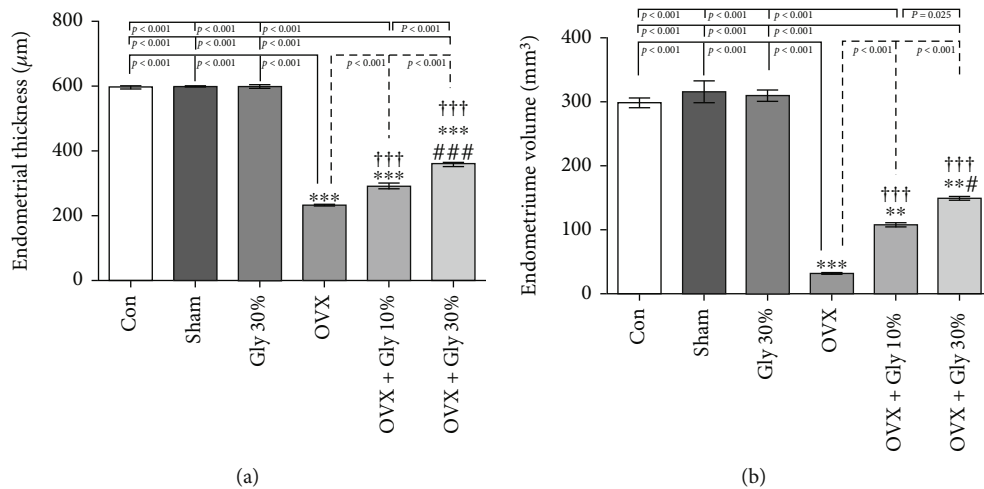 p < 0.001 p < 0.001 p < 0.001 P < 0.001
p < 0.001 p < 0.001 p < 0.001
p < 0.001 p < 0.001 p < 0.001 p < 0.001 p < 0.001
Endometrial thickness (μm)
800
600
400
200
0
***
†††
***
†††
***
###
Con
Sham
Gly 30%
OVX
OVX + Gly 10%
OVX + Gly 30%
(a)
p < 0.001 p < 0.001 p < 0.001 P = 0.025
p < 0.001 p < 0.001 p < 0.001
p < 0.001 p < 0.001 p < 0.001 p < 0.001 p < 0.001
Endometriume volume (mm³)
400
300
200
100
0
***
†††
**
†††
**#
Con
Sham
Gly 30%
OVX
OVX + Gly 10%
OVX + Gly 30%
(b)